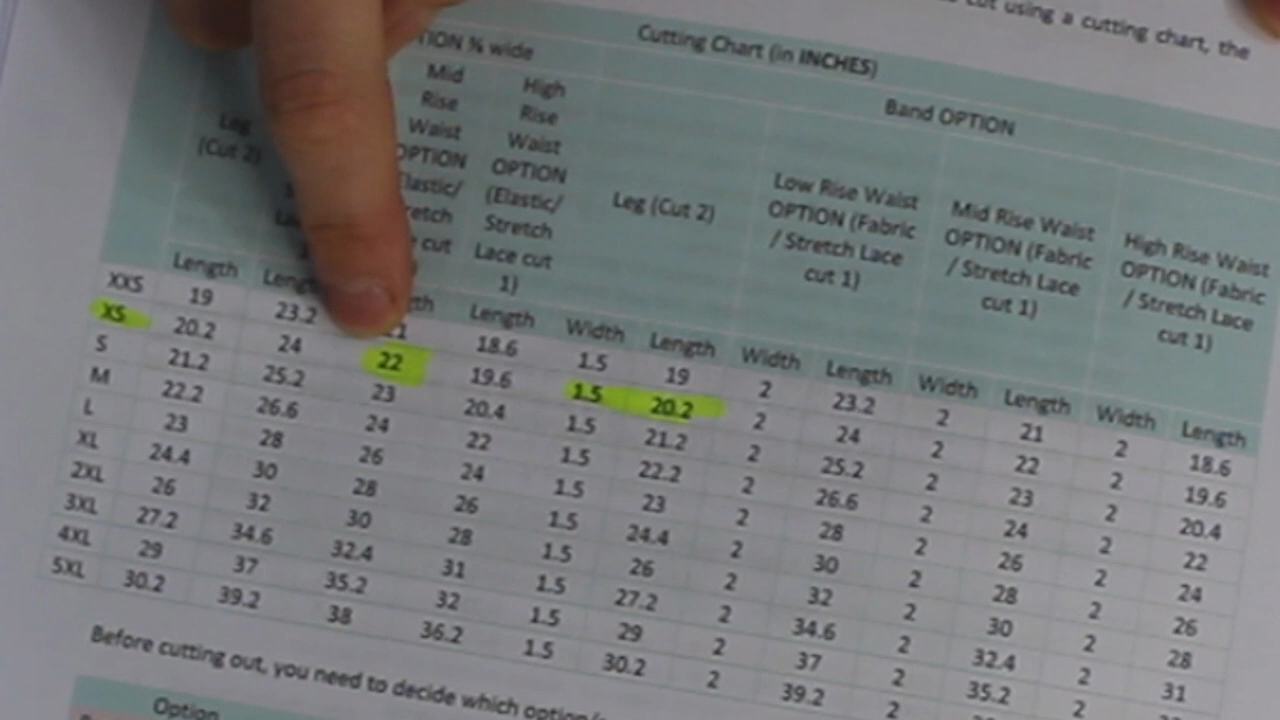 cut using a cutting chart, the
Cutting Chart (in INCHES)
wide
Band OPTION
Leg (Cut 2)
Mid Rise Waist OPTION
cut
High Rise Waist OPTION (Elastic/ Stretch Lace cut 1)
Leg (Cut 2)
Low Rise Waist OPTION (Fabric / Stretch Lace cut 1)
Mid Rise Waist OPTION (Fabric / Stretch Lace cut 1)
High Rise Waist OPTION (Fabric / Stretch Lace cut 1)
Length Length Width Length Width Length Width Length Width Length
XXS 19 23.2 18.6 1.5 19 2 23.2 2 21 2 18.6
XS 20.2 24 22 19.6 1.5 20.2 2 24 2 22 2 19.6
S 21.2 25.2 23 20.4 1.5 21.2 2 25.2 2 23 2 20.4
M 22.2 26.6 24 22 1.5 22.2 2 26.6 2 24 2 22
L 23 28 26 24 1.5 23 2 28 2 26 2 24
XL 24.4 30 28 26 1.5 24.4 2 30 2 28 2 26
2XL 26 32 30 28 1.5 26 2 32 2 30 2 28
3XL 27.2 34.6 32.4 31 1.5 27.2 2 34.6 2 32.4 2 31
4XL 29 37 35.2 32 1.5 29 2 37 2 35.2 2
5XL 30.2 39.2 38 36.2 1.5 30.2 2 39.2 2
Before cutting out, you need to decide which
Option